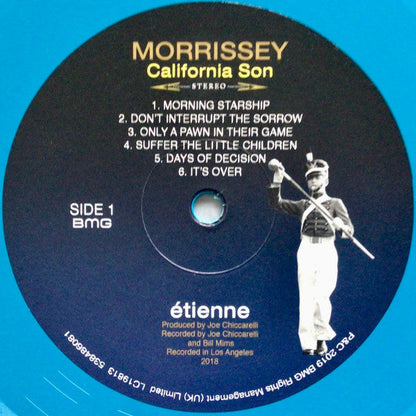 MORRISSEY
California Son
STEREO
1. MORNING STARSHIP
2. DON'T INTERRUPT THE SORROW
3. ONLY A PAWN IN THEIR GAME
4. SUFFER THE LITTLE CHILDREN
5. DAYS OF DECISION
6. IT'S OVER
SIDE 1
BMG
étienne
Produced by Joe Chiccarelli
Recorded by Joe Chiccarelli
and Bill Mims
Recorded in Los Angeles
2018
P&C 2019 BMG Rights Management (UK) Limited LC19813 538486061